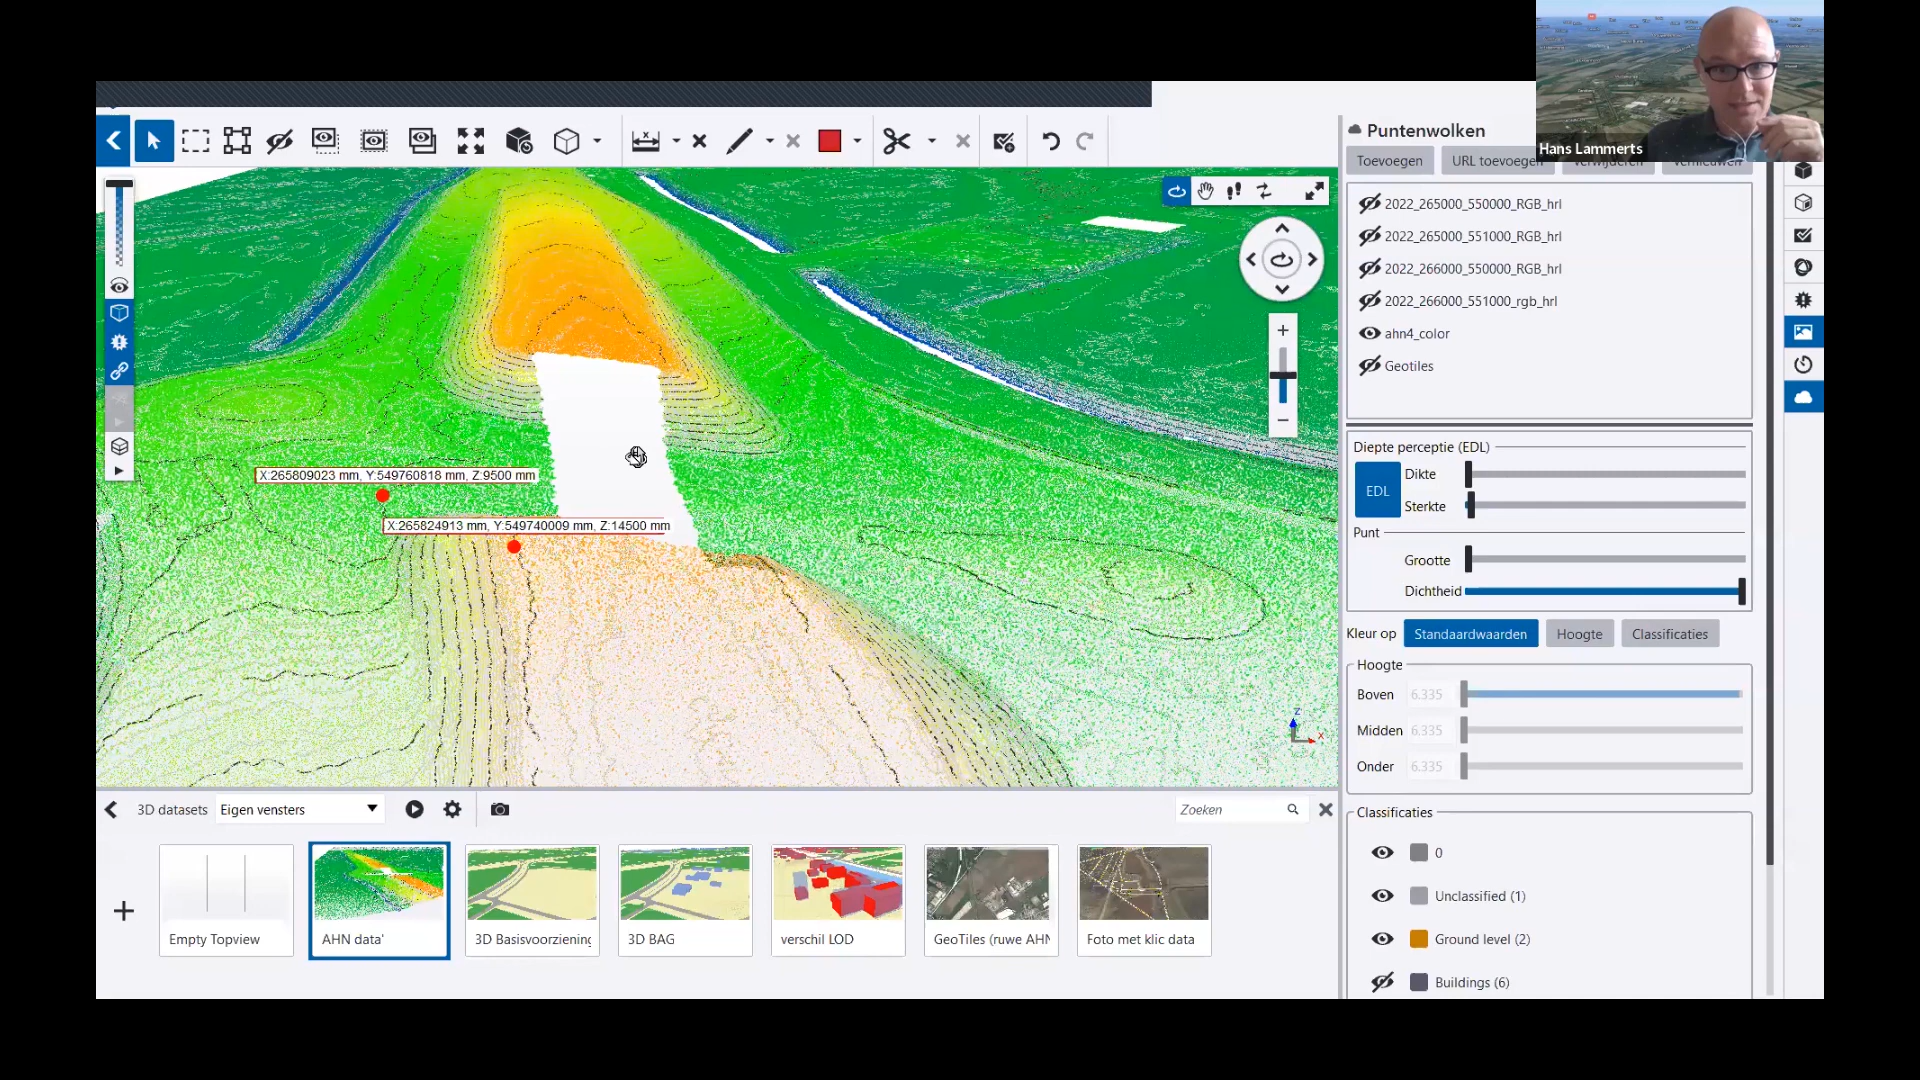 Hans Lammerts
Puntenwolken
Toevoegen
URL toevoegen
verwijderen
vernieuwen
2022_265000_550000_RGB_hrl
2022_265000_551000_RGB_hrl
2022_266000_550000_RGB_hrl
2022_266000_551000_rgb_hrl
ahn4_color
Geotiles
X:265809023 mm, Y:549760818 mm, Z:9500 mm
X:265824913 mm, Y:549740009 mm, Z:14500 mm
Z
X
Diepte perceptie (EDL)
EDL
Dikte
Sterkte
Punt
Grootte
Dichtheid
Kleur op
Standaardwaarden
Hoogte
Classificaties
Hoogte
Boven 6.335
Midden 6.335
Onder 6.335
Classificaties
0
Unclassified (1)
Ground level (2)
Buildings (6)
3D datasets
Eigen vensters
Zoeken
Empty Topview
AHN data'
3D Basisvoorziening
3D BAG
verschil LOD
GeoTiles (ruwe AHN
Foto met klic data